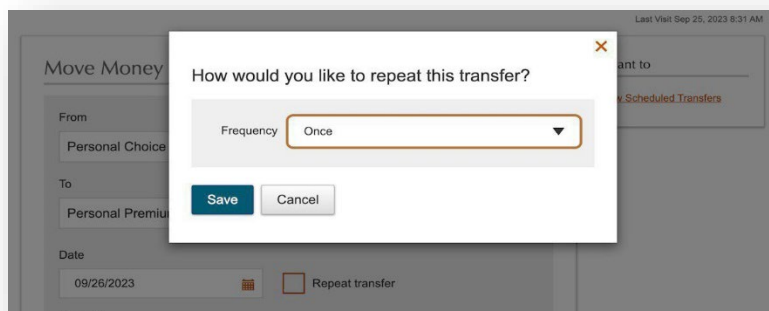 Last Visit Sep 25, 2023 8:31 AM
Move Money
ant to
How would you like to repeat this transfer?
Scheduled Transfers
From
Frequency Once
Personal Choice
To
Save Cancel
Personal Premiu
Date
09/26/2023 Repeat transfer